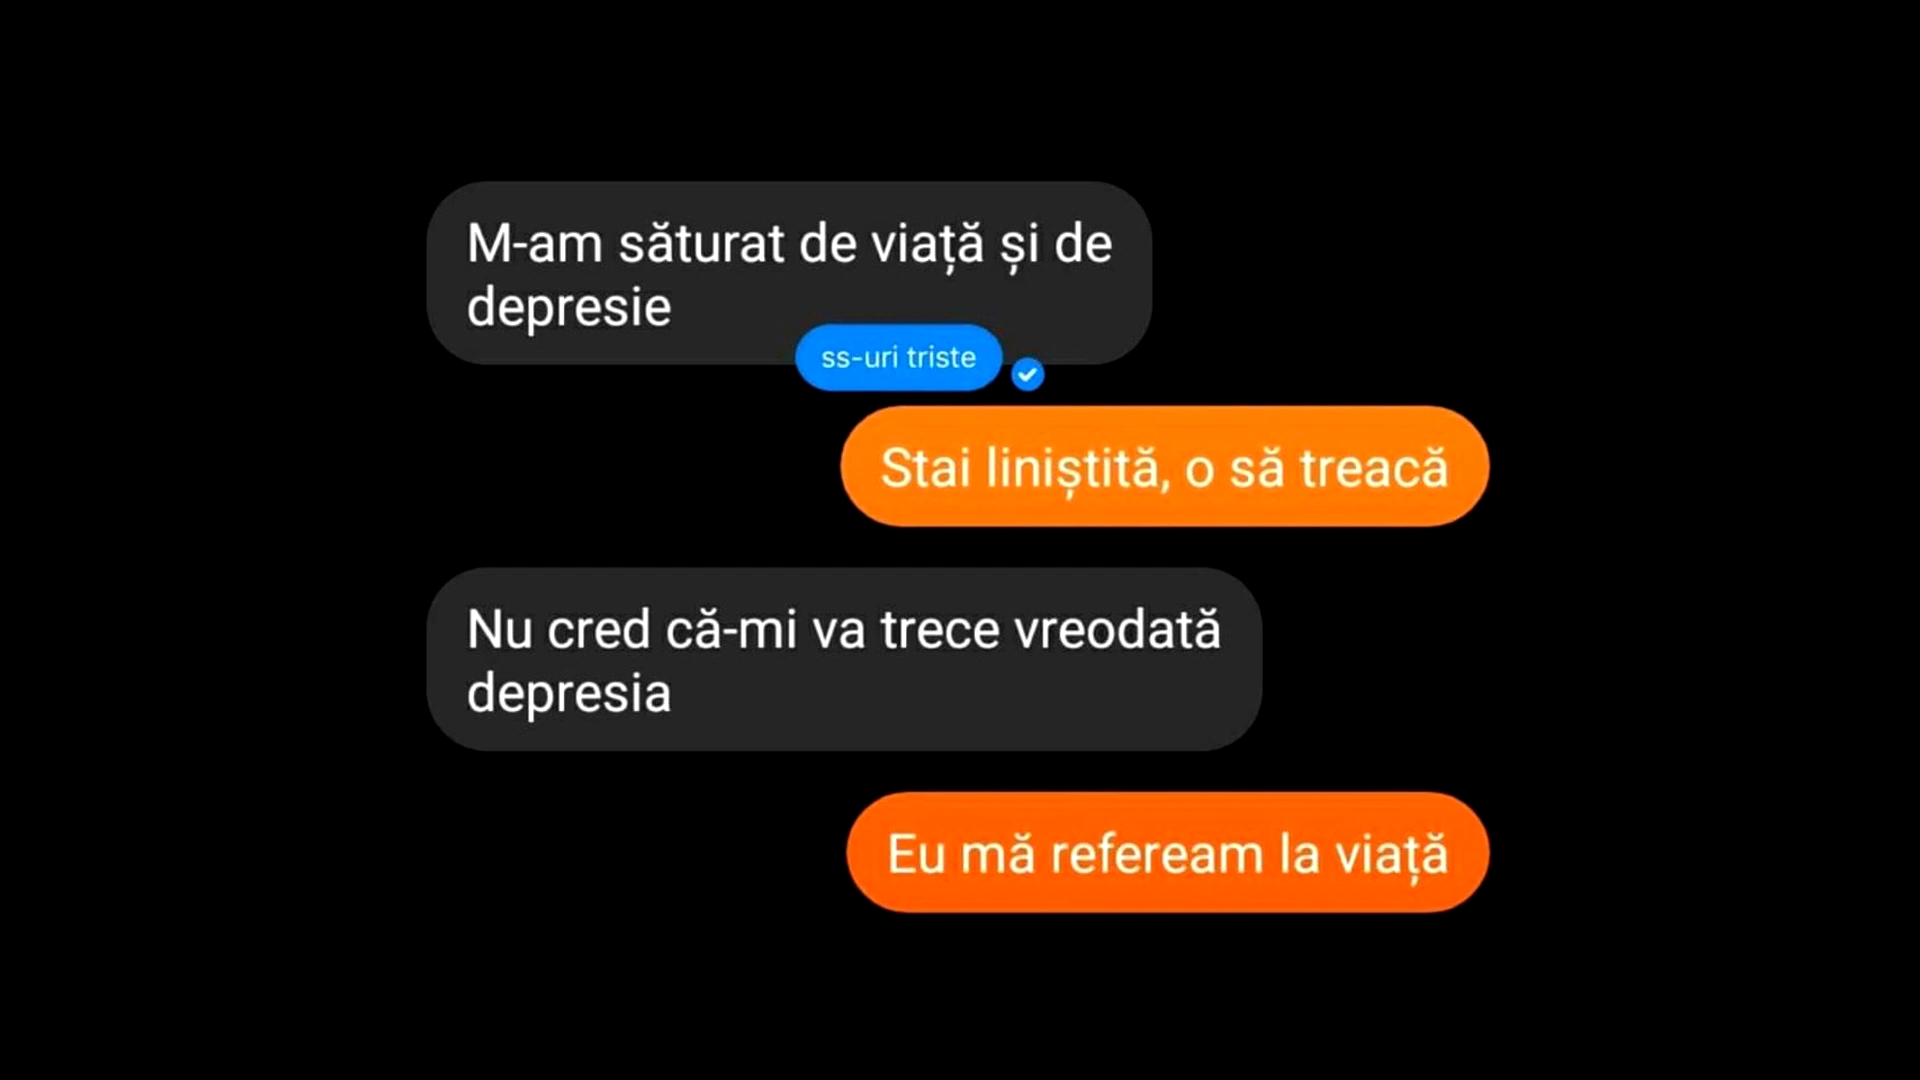 M-am săturat de viață și de
depresie
ss-uri triste
Stai liniștită, o să treacă
Nu cred că-mi va trece vreodată
depresia
Eu mă refeream la viață